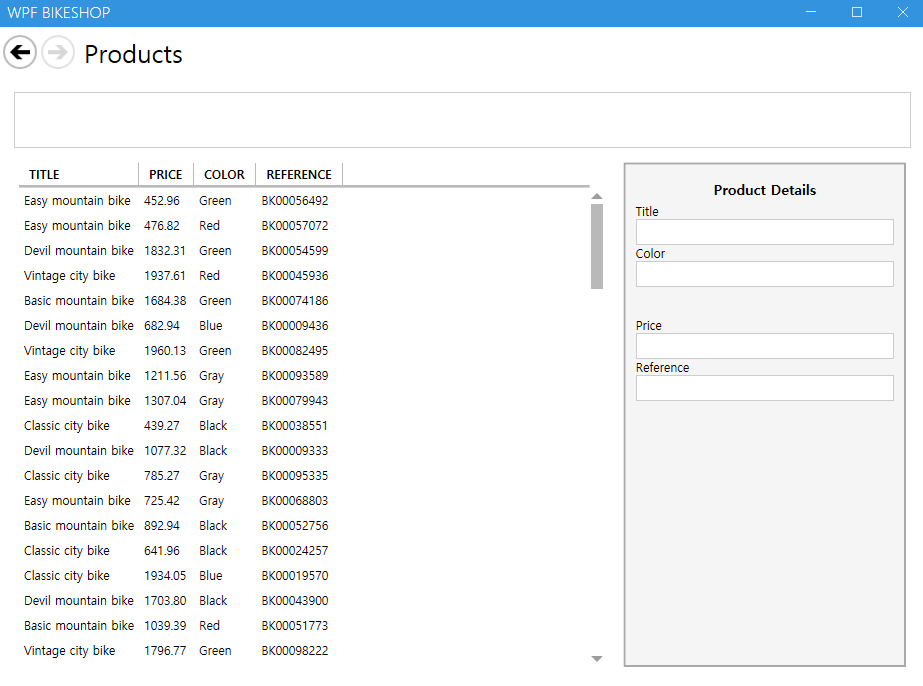 WPF BIKESHOP
Products
TITLE PRICE COLOR REFERENCE
Easy mountain bike 452.96 Green BK00056492
Easy mountain bike 476.82 Red BK00057072
Devil mountain bike 1832.31 Green BK00054599
Vintage city bike 1937.61 Red BK00045936
Basic mountain bike 1684.38 Green BK00074186
Devil mountain bike 682.94 Blue BK00009436
Vintage city bike 1960.13 Green BK00082495
Easy mountain bike 1211.56 Gray BK00093589
Easy mountain bike 1307.04 Gray BK00079943
Classic city bike 439.27 Black BK00038551
Devil mountain bike 1077.32 Black BK00009333
Classic city bike 785.27 Gray BK00095335
Easy mountain bike 725.42 Gray BK00068803
Basic mountain bike 892.94 Black BK00052756
Classic city bike 641.96 Black BK00024257
Classic city bike 1934.05 Blue BK00019570
Devil mountain bike 1703.80 Black BK00043900
Basic mountain bike 1039.39 Red BK00051773
Vintage city bike 1796.77 Green BK00098222
Product Details
Title
Color
Price
Reference